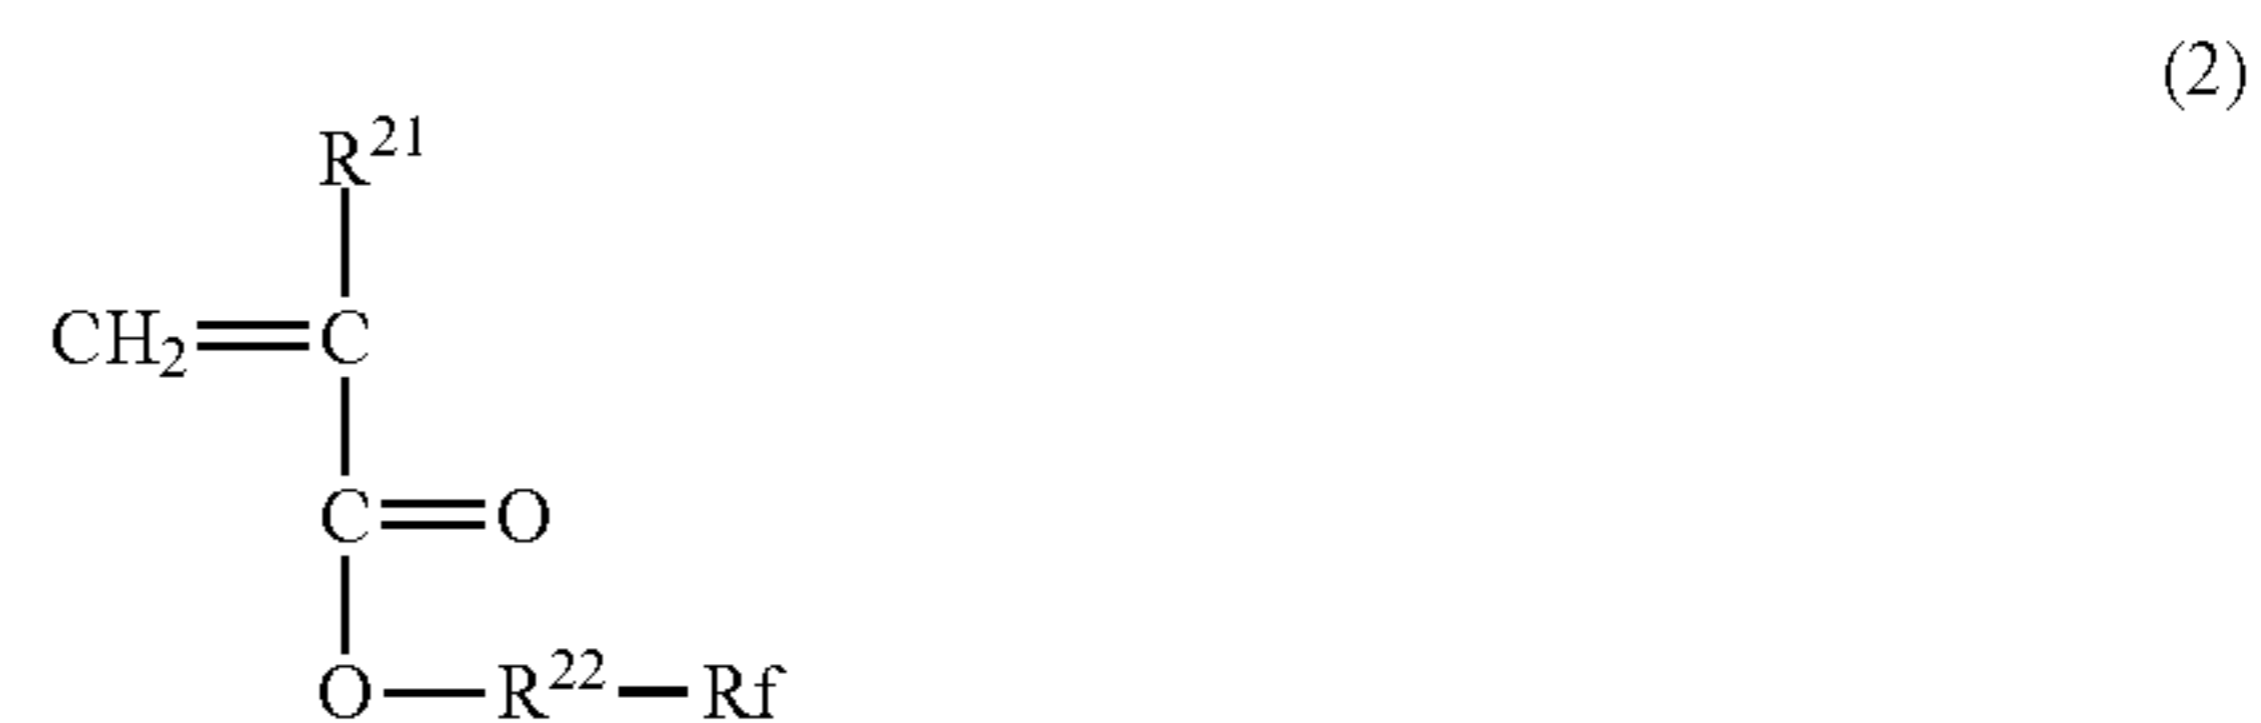 (2)
R²¹
CH₂=C
C=O
O—R²²—Rf